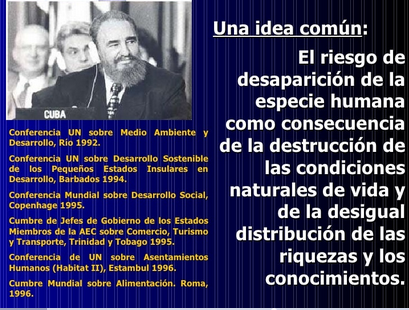 CUBA
Conferencia UN sobre Medio Ambiente y
Desarrollo, Río 1992.
Conferencia UN sobre Desarrollo Sostenible
de los Pequeños Estados Insulares en
Desarrollo, Barbados 1994.
Conferencia Mundial sobre Desarrollo Social,
Copenhage 1995.
Cumbre de Jefes de Gobierno de los Estados
Miembros de la AEC sobre Comercio, Turismo
y Transporte, Trinidad y Tobago 1995.
Conferencia de UN sobre Asentamientos
Humanos (Habitat II), Estambul 1996.
Cumbre Mundial sobre Alimentación. Roma,
1996.
Una idea común:
El riesgo de
desaparición de la
especie humana
como consecuencia
de la destrucción de
las condiciones
naturales de vida y
de la desigual
distribución de las
riquezas y los
conocimientos.